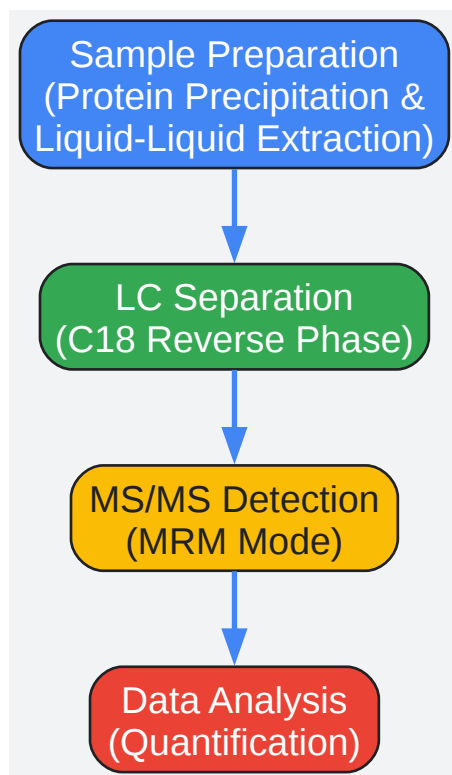 Sample Preparation
(Protein Precipitation &
Liquid-Liquid Extraction)
LC Separation
(C18 Reverse Phase)
MS/MS Detection
(MRM Mode)
Data Analysis
(Quantification)